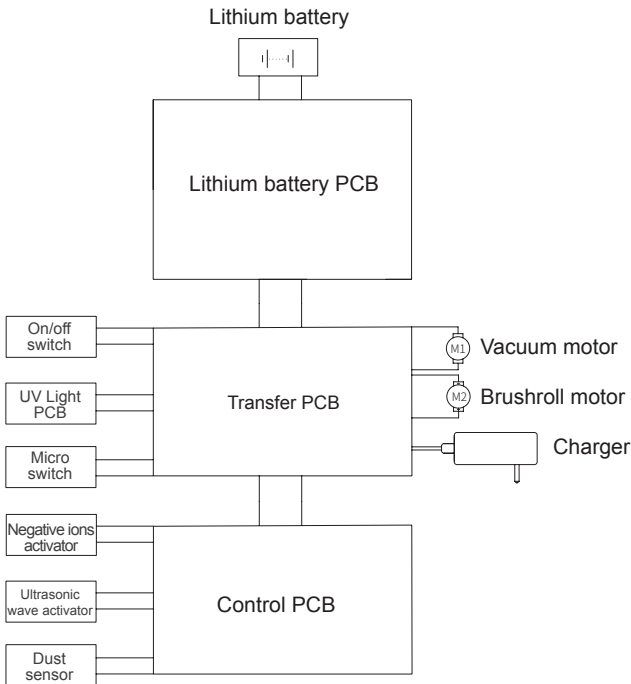 Lithium battery
Lithium battery PCB
On/off
switch
UV Light
PCB
Micro
switch
Transfer PCB
M1
Vacuum motor
M2
Brushroll motor
Charger
Negative ions
activator
Ultrasonic
wave activator
Dust
sensor
Control PCB